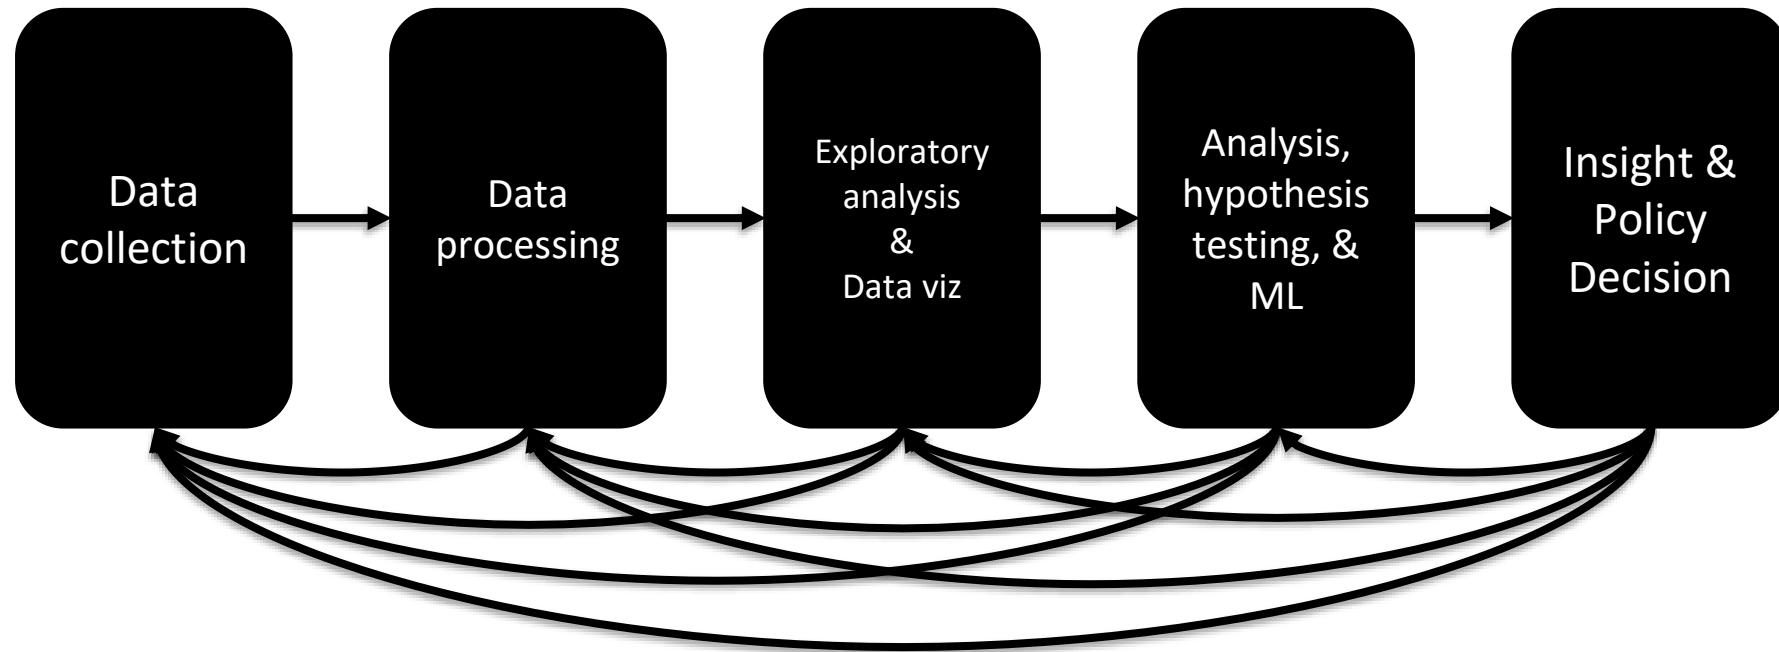 Data
collection
Data
processing
Exploratory
analysis
&
Data viz
Analysis,
hypothesis
testing, &
ML
Insight &
Policy
Decision